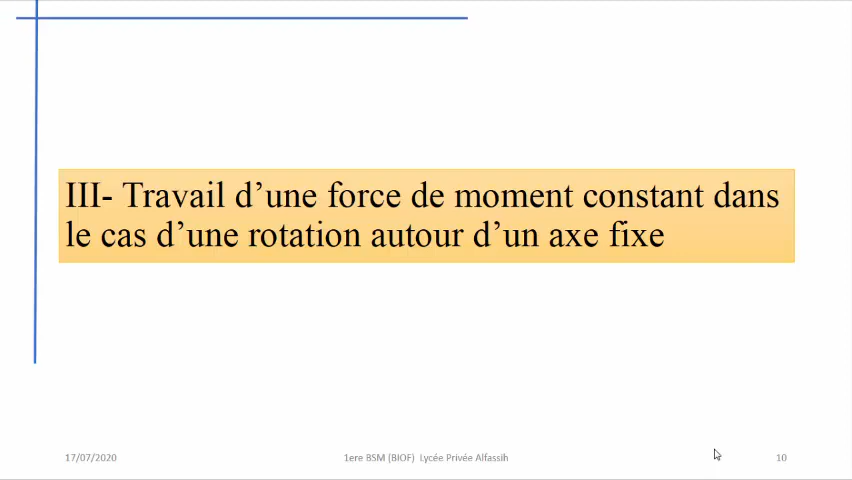 III- Travail d’une force de moment constant dans
le cas d’une rotation autour d’un axe fixe
17/07/2020
1ere BSM (BIOF) Lycée Privée Alfassih
10